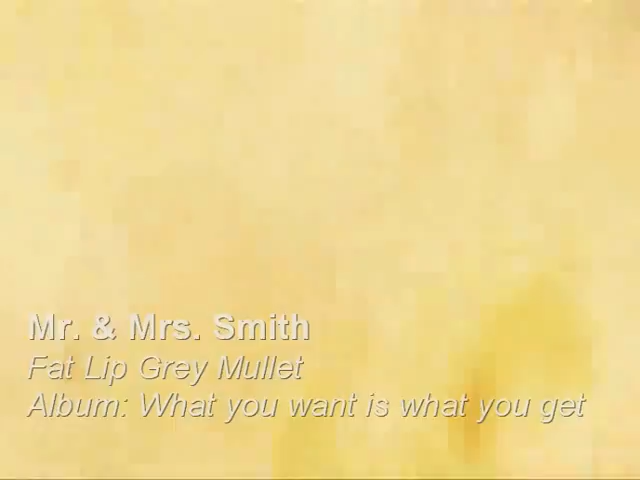 Mr. & Mrs. Smith
Fat Lip Grey Mullet
Album: What you want is what you get